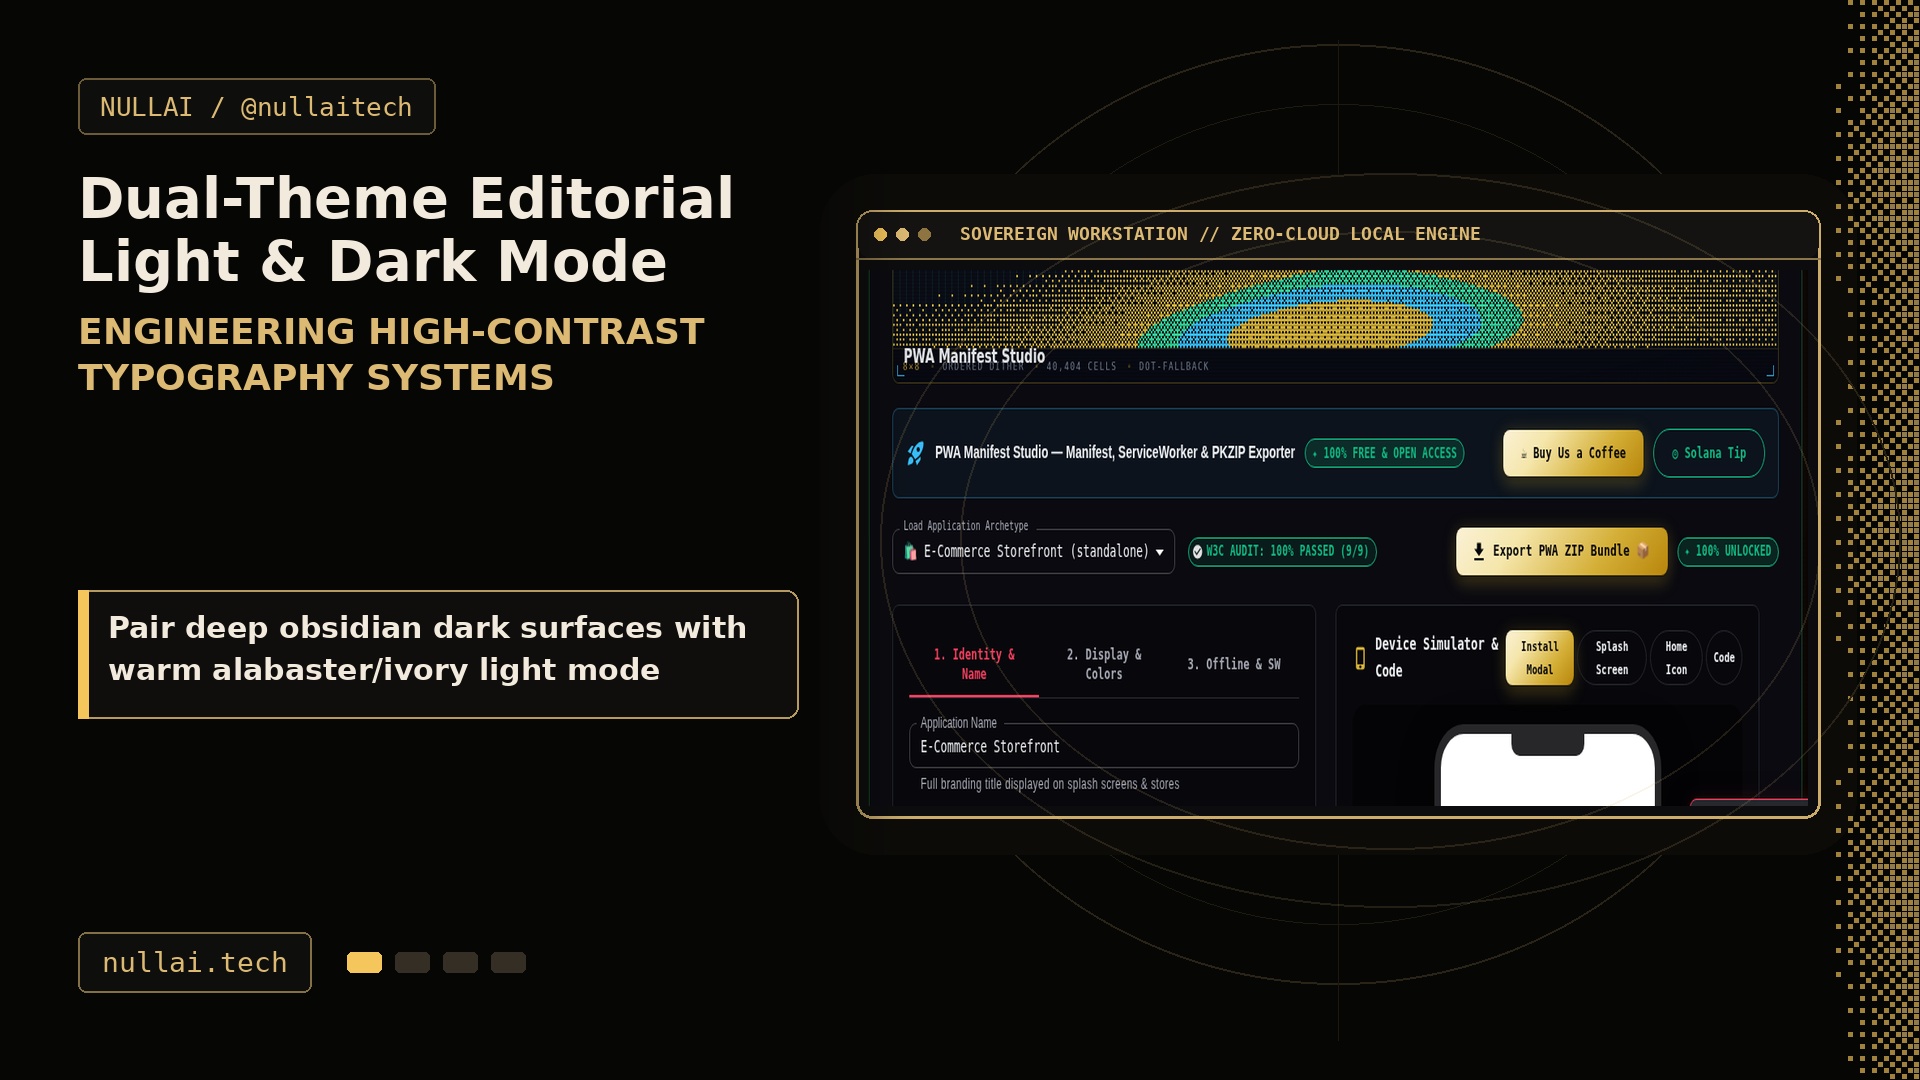 NULLAI / @nullaitech
Dual-Theme Editorial
Light & Dark Mode
ENGINEERING HIGH-CONTRAST
TYPOGRAPHY SYSTEMS
Pair deep obsidian dark surfaces with
warm alabaster/ivory light mode
nullai.tech
SOVEREIGN WORKSTATION // ZERO-CLOUD LOCAL ENGINE
PWA Manifest Studio
8×8 · ORDERED DITHER · 40,404 CELLS · DOT-FALLBACK
PWA Manifest Studio — Manifest, ServiceWorker & PKZIP Exporter
100% FREE & OPEN ACCESS
Buy Us a Coffee
◎ Solana Tip
Load Application Archetype
E-Commerce Storefront (standalone)
W3C AUDIT: 100% PASSED (9/9)
Export PWA ZIP Bundle 📦
100% UNLOCKED
1. Identity &
Name
2. Display &
Colors
3. Offline & SW
Application Name
E-Commerce Storefront
Full branding title displayed on splash screens & stores
Device Simulator &
Code
Install
Modal
Splash
Screen
Home
Icon
Code